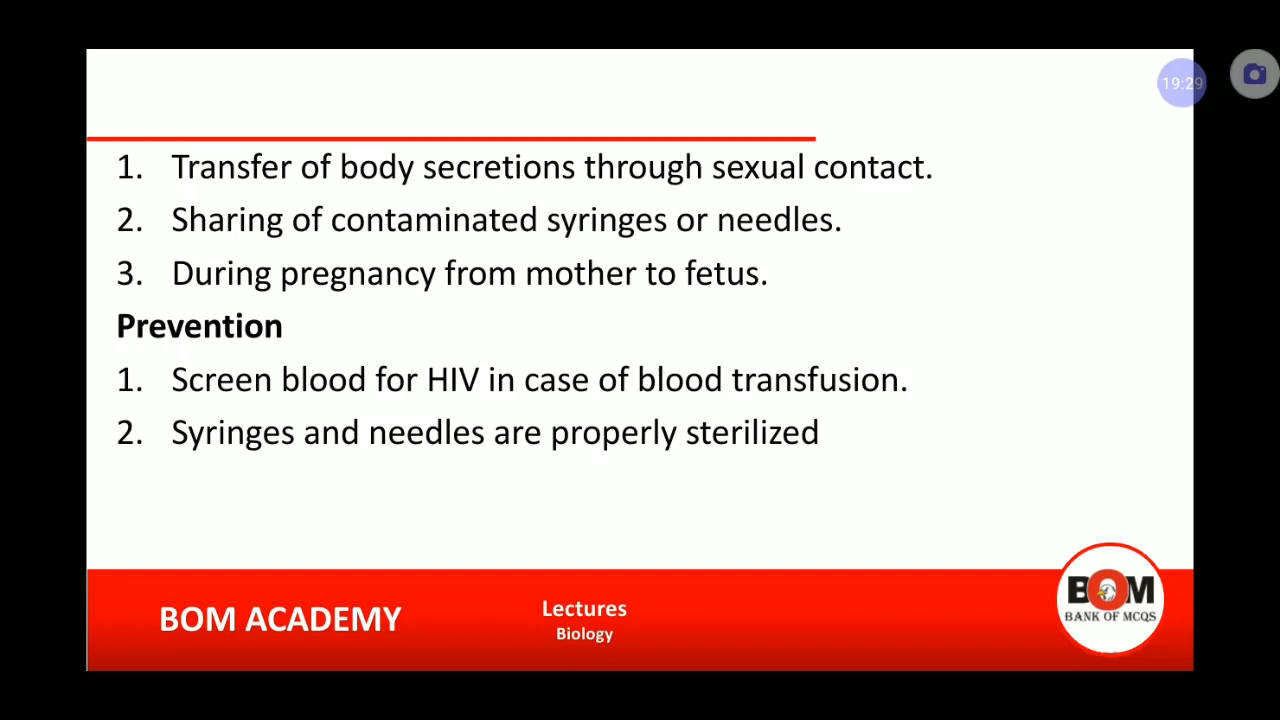 19:29
1. Transfer of body secretions through sexual contact.
2. Sharing of contaminated syringes or needles.
3. During pregnancy from mother to fetus.
Prevention
1. Screen blood for HIV in case of blood transfusion.
2. Syringes and needles are properly sterilized
BOM ACADEMY
Lectures
Biology
BOM
BANK OF MCQS